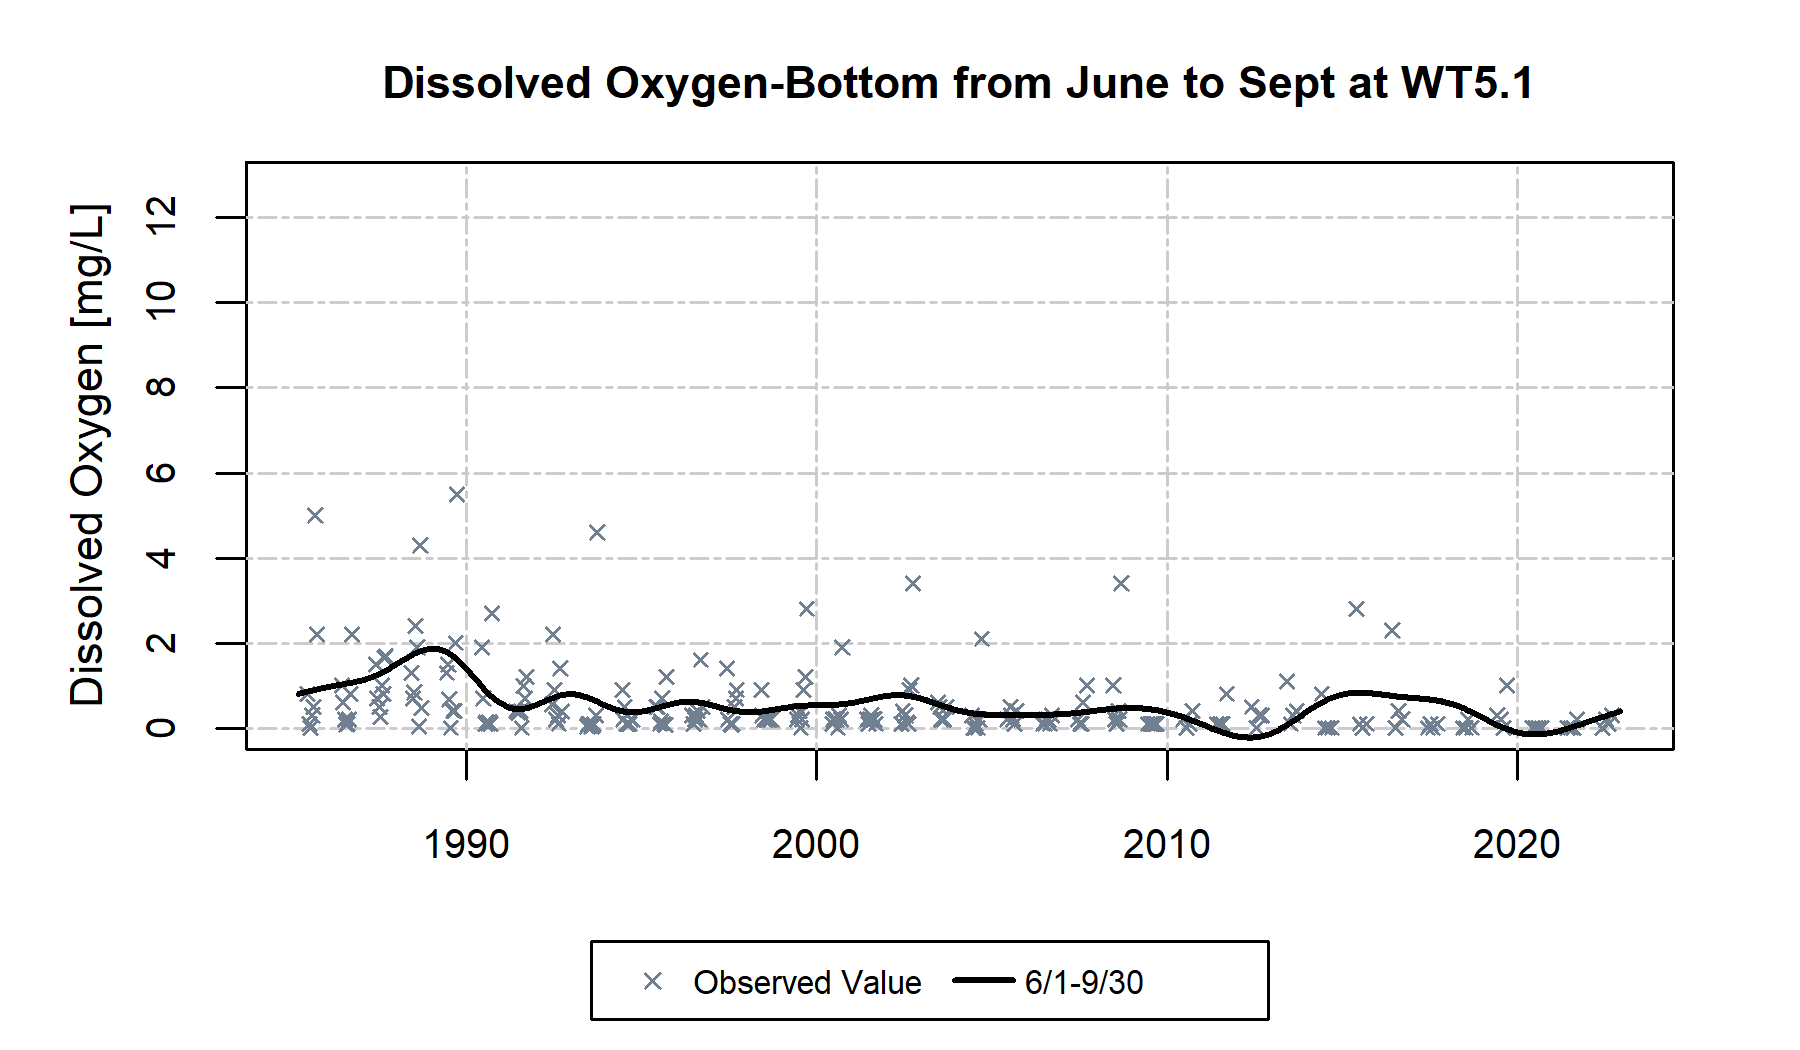 Dissolved Oxygen-Bottom from June to Sept at WT5.1
Dissolved Oxygen [mg/L]
12
10
8
6
4
2
0
1990 2000 2010 2020
Observed Value 6/1-9/30